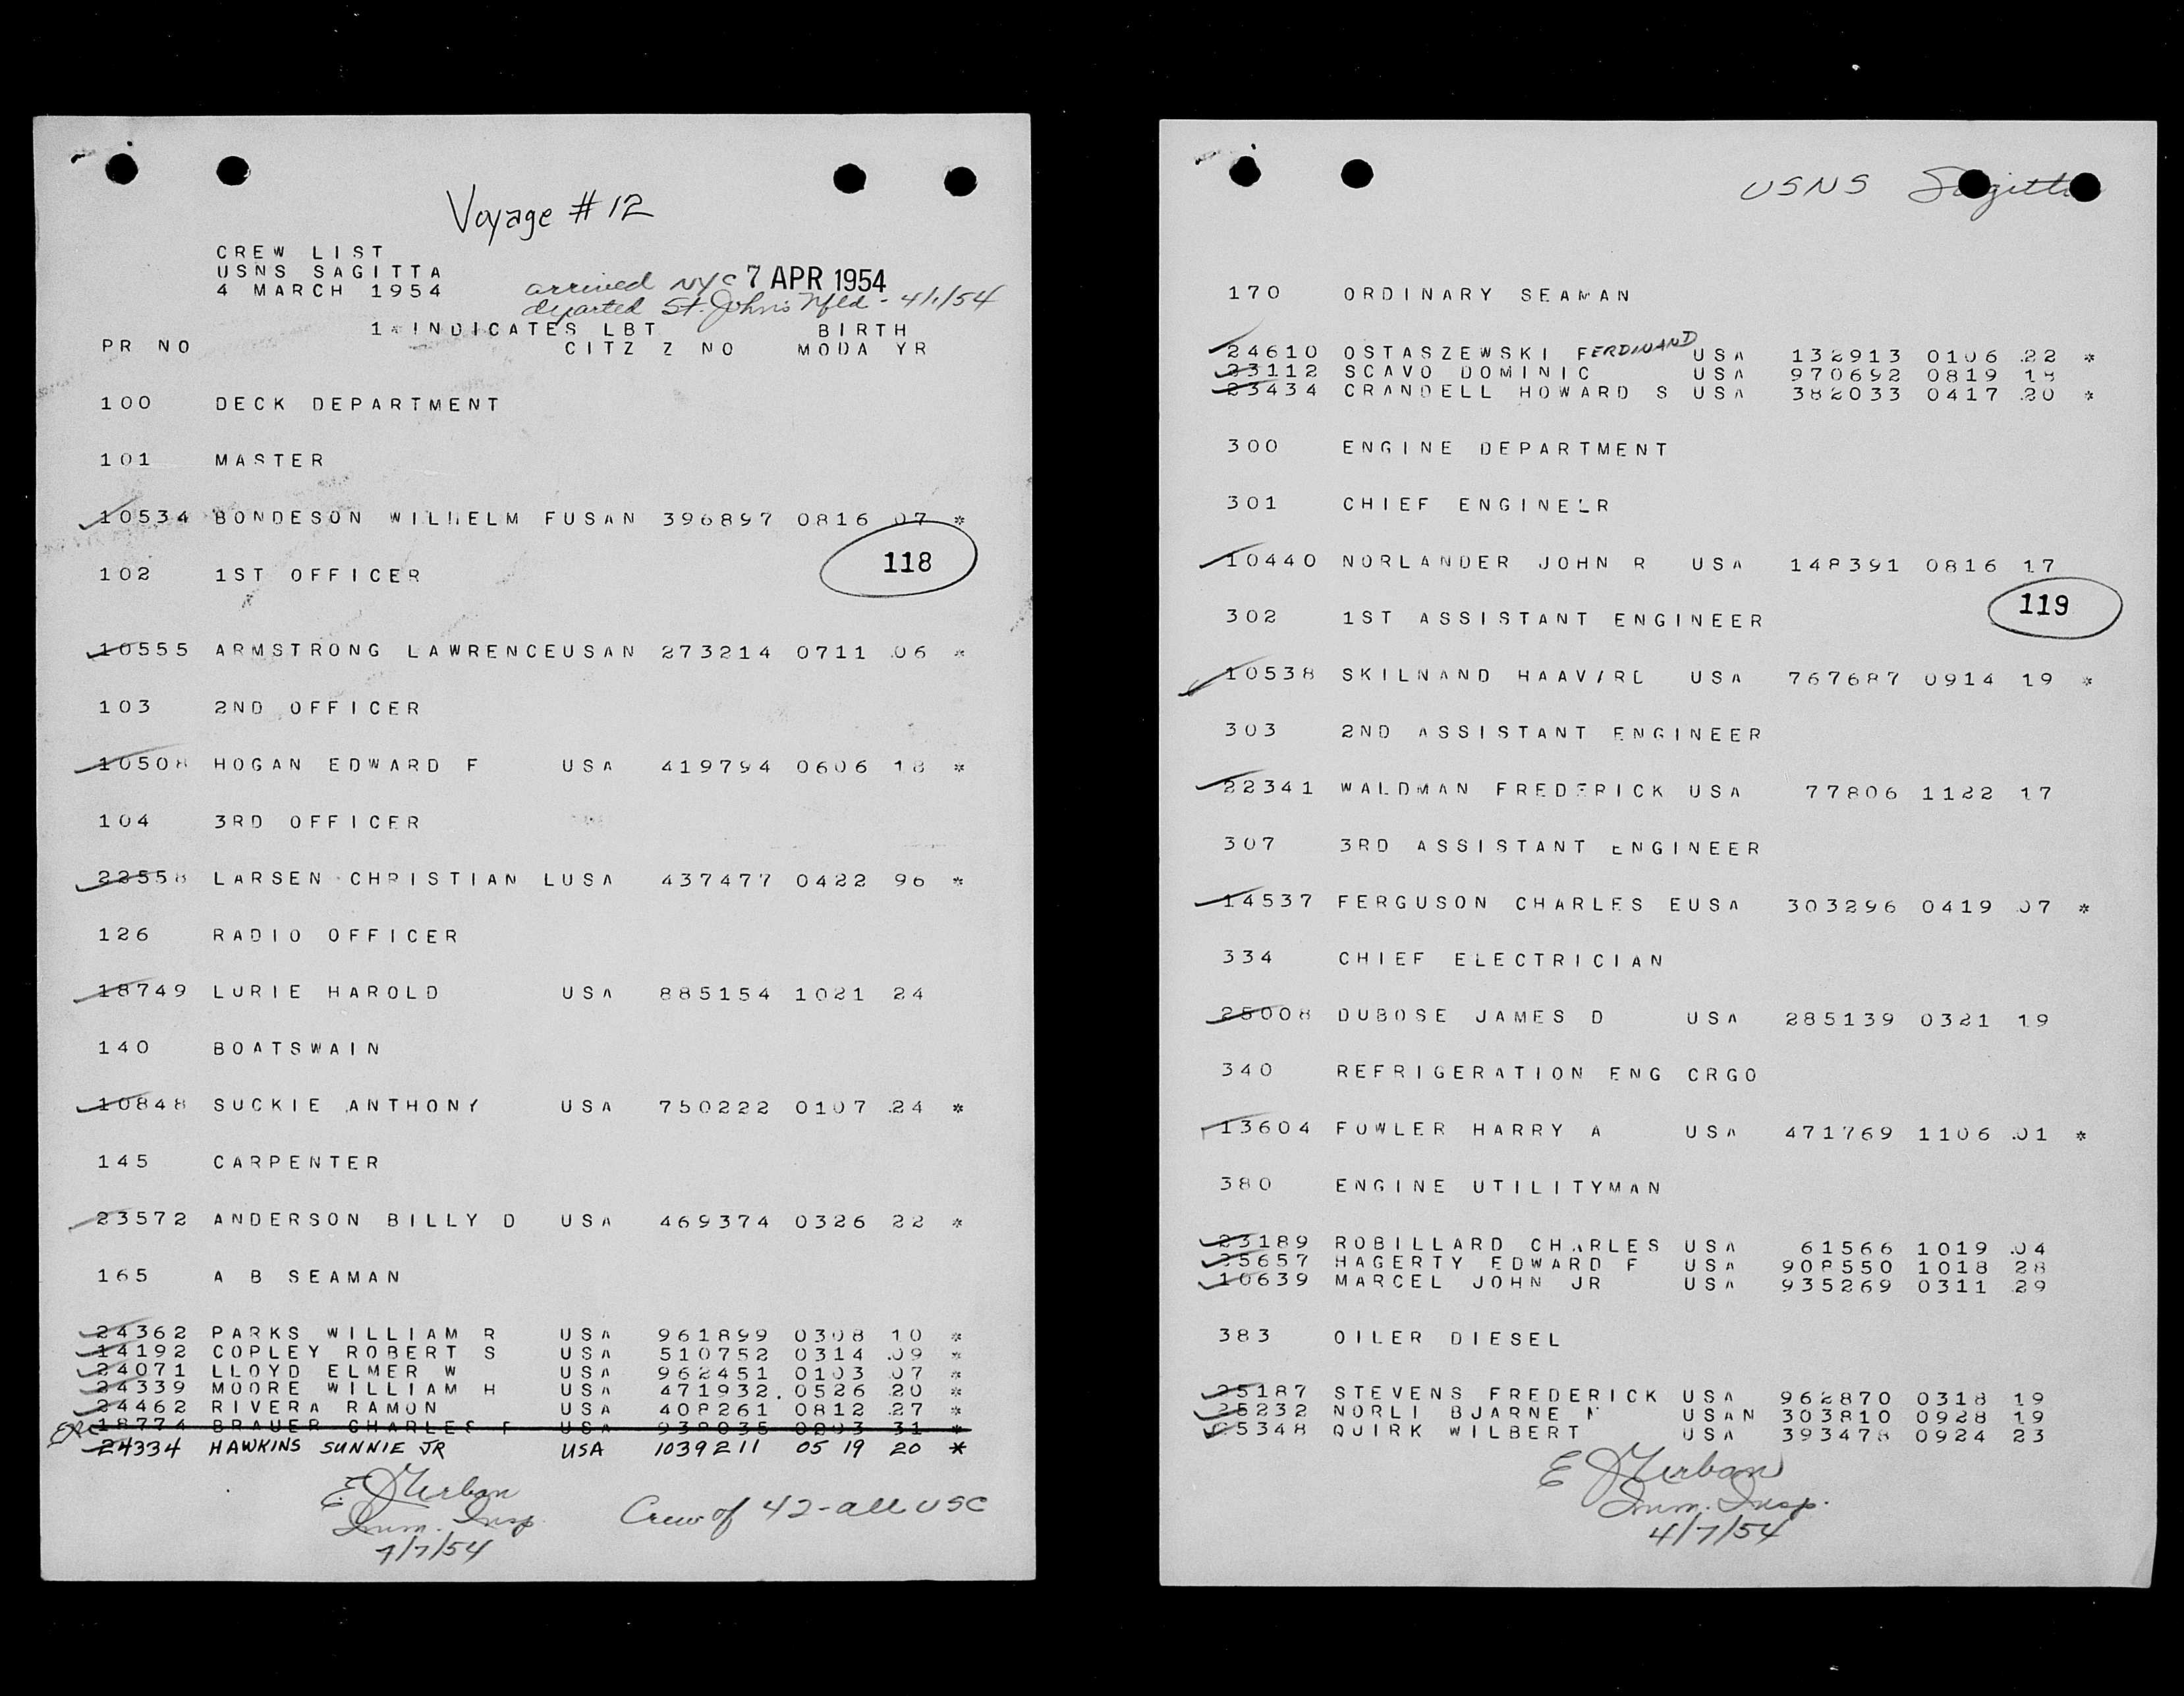 Voyage # 12
CREW LIST
USNS SAGITTA
4 MARCH 1954
arrived NYC 7 APR 1954
departed St. John's Nfld - 4/1/54
1* INDICATES LBT BIRTH
PR NO CITZ Z NO MODA YR
100 DECK DEPARTMENT
101 MASTER
10534 BONDESON WILHELM FUSAN 396897 0816 07 *
118
102 1ST OFFICER
10555 ARMSTRONG LAWRENCEUSAN 273214 0711 06 *
103 2ND OFFICER
10508 HOGAN EDWARD F USA 419794 0606 18 *
104 3RD OFFICER
22558 LARSEN CHRISTIAN LUSA 437477 0422 96 *
126 RADIO OFFICER
18749 LURIE HAROLD USA 885154 1021 24
140 BOATSWAIN
10848 SUCKIE ANTHONY USA 750222 0107 24 *
145 CARPENTER
23572 ANDERSON BILLY D USA 469374 0326 22 *
165 A B SEAMAN
24362 PARKS WILLIAM R USA 961899 0308 10 *
14192 COPLEY ROBERT S USA 510752 0314 09 *
24071 LLOYD ELMER W USA 962451 0103 07 *
24339 MOORE WILLIAM H USA 471932 0526 20 *
24462 RIVERA RAMON USA 408261 0812 27 *
18774 BRAUER CHARLES F USA 938035 0203 31 *
24334 HAWKINS SUNNIE JR USA 1039211 05 19 20 *
Imm. Insp.
4/7/54
Crew of 42 - all USC
USNS Sagitta
170 ORDINARY SEAMAN
24610 OSTASZEWSKI FERDINAND USA 132913 0106 22 *
23112 SCAVO DOMINIC USA 970692 0819 18
23434 CRANDELL HOWARD S USA 382033 0417 20 *
300 ENGINE DEPARTMENT
301 CHIEF ENGINEER
10440 NORLANDER JOHN R USA 148391 0816 17
119
302 1ST ASSISTANT ENGINEER
10538 SKILNAND HAAVARD USA 767687 0914 19 *
303 2ND ASSISTANT ENGINEER
22341 WALDMAN FREDERICK USA 77806 1122 17
307 3RD ASSISTANT ENGINEER
14537 FERGUSON CHARLES EUSA 303296 0419 07 *
334 CHIEF ELECTRICIAN
25008 DUBOSE JAMES D USA 285139 0321 19
340 REFRIGERATION ENG CRGO
13604 FOWLER HARRY A USA 471769 1106 01 *
380 ENGINE UTILITYMAN
23189 ROBILLARD CHARLES USA 61566 1019 04
25657 HAGERTY EDWARD F USA 908550 1018 28
10639 MARCEL JOHN JR USA 935269 0311 29
383 OILER DIESEL
25187 STEVENS FREDERICK USA 962870 0318 19
25232 NORLI BJARNE USAN 303810 0928 19
25348 QUIRK WILBERT USA 393478 0924 23
Imm. Insp.
4/7/54